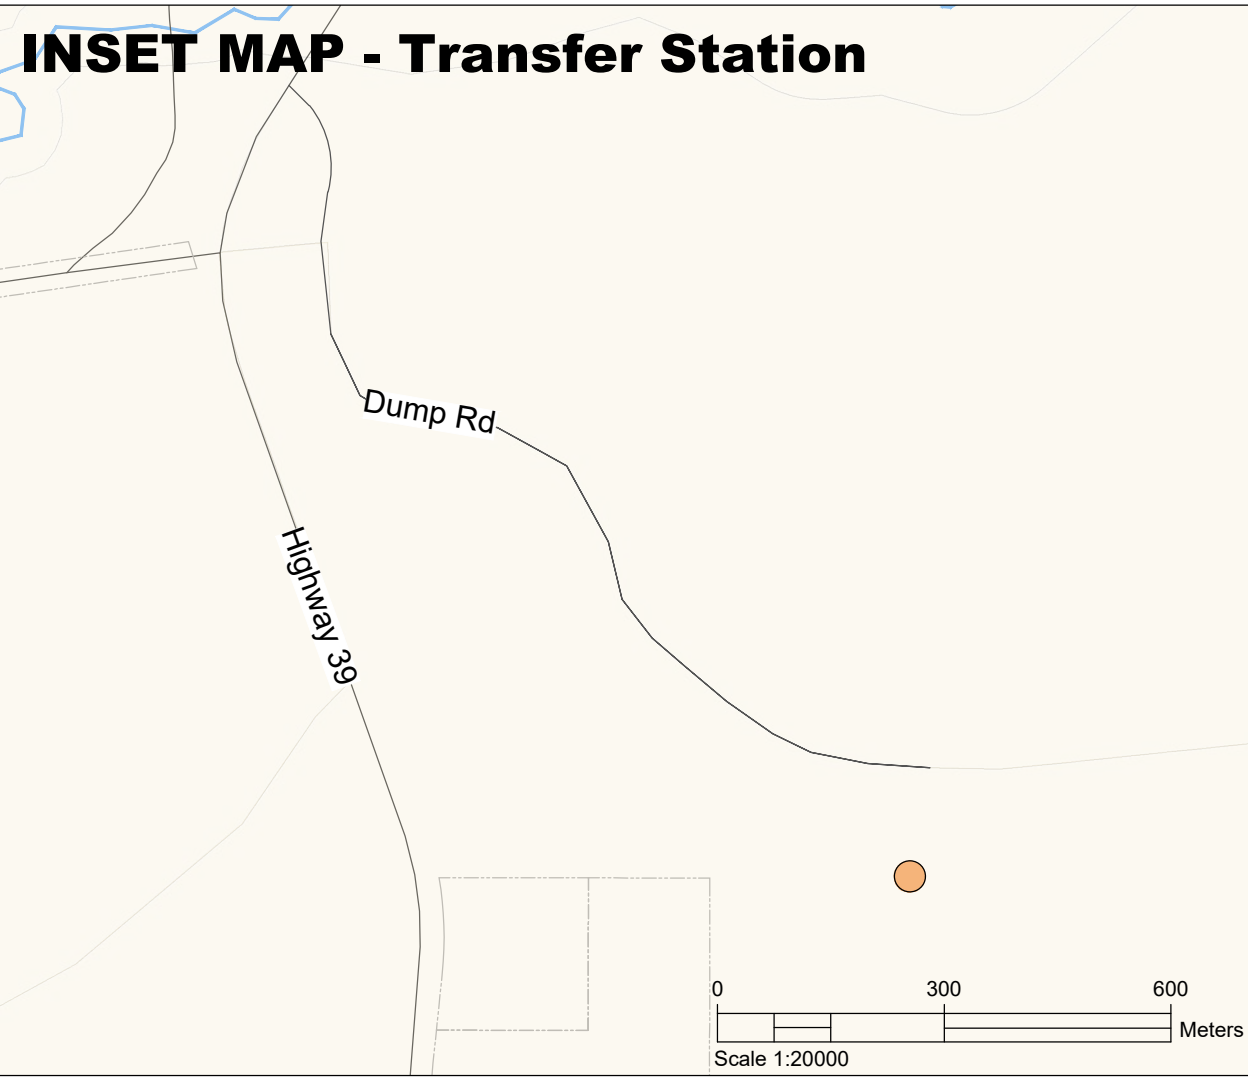 INSET MAP - Transfer Station
Dump Rd
Highway 39
0 300 600
Meters
Scale 1:20000